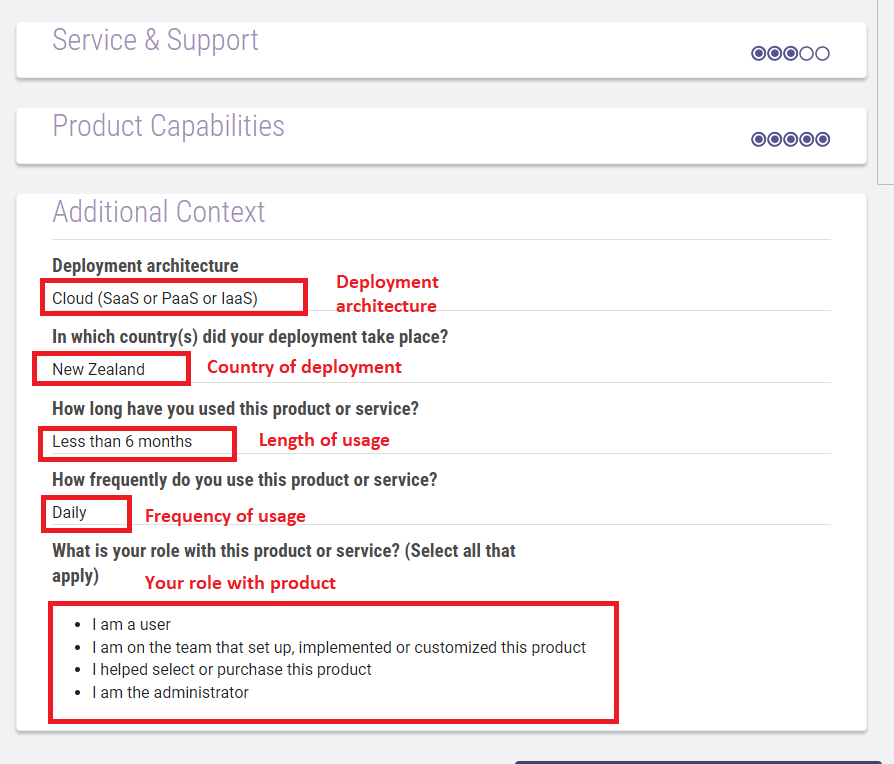 Service & Support
Product Capabilities
Additional Context
Deployment architecture
Cloud (SaaS or PaaS or IaaS)
Deployment
architecture
In which country(s) did your deployment take place?
New Zealand
Country of deployment
How long have you used this product or service?
Less than 6 months
Length of usage
How frequently do you use this product or service?
Daily
Frequency of usage
What is your role with this product or service? (Select all that
apply)
Your role with product
• I am a user
• I am on the team that set up, implemented or customized this product
• I helped select or purchase this product
• I am the administrator